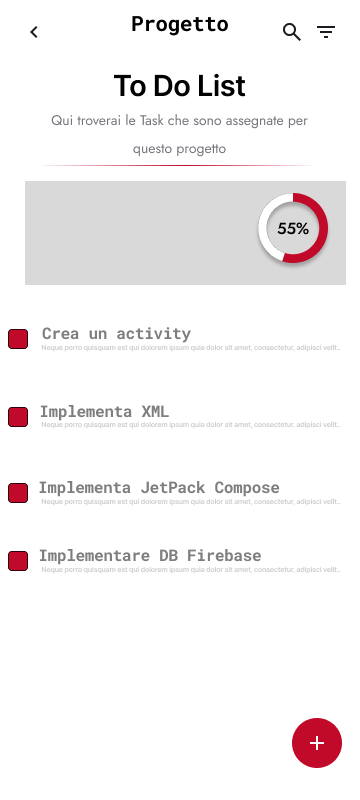 Progetto
To Do List
Qui troverai le Task che sono assegnate per
questo progetto
55%
Crea un activity
Neque porro quisquam est qui dolorem ipsum quia dolor sit amet, consectetur, adipisci velit..
Implementa XML
Neque porro quisquam est qui dolorem ipsum quia dolor sit amet, consectetur, adipisci velit..
Implementa JetPack Compose
Neque porro quisquam est qui dolorem ipsum quia dolor sit amet, consectetur, adipisci velit..
Implementare DB Firebase
Neque porro quisquam est qui dolorem ipsum quia dolor sit amet, consectetur, adipisci velit..